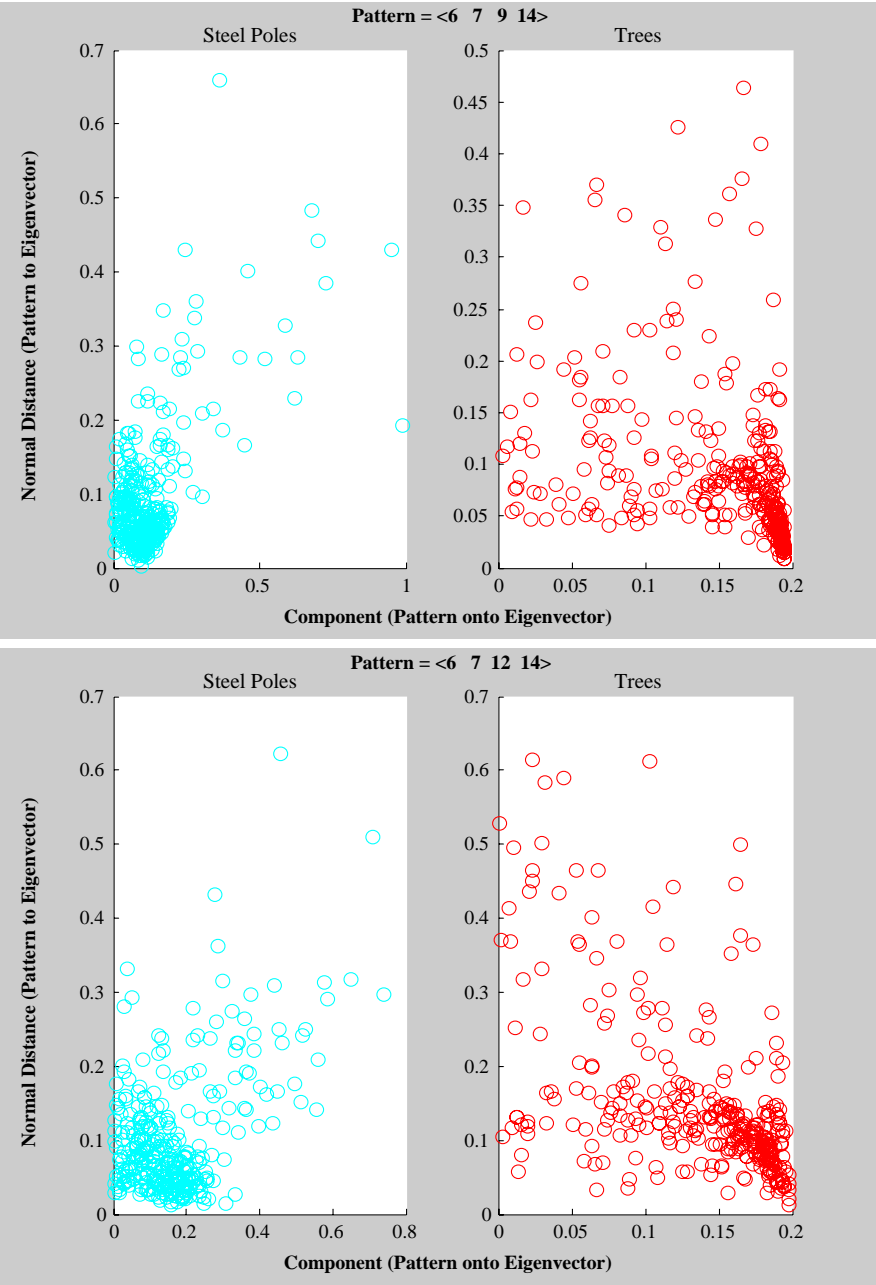 Pattern = <6 7 9 14>
Steel Poles Trees
0.7 0.5
0.45
0.6
0.4
0.5 0.35
0.4 0.3
0.25
0.3
0.2
0.2 0.15
0.1
0.1
0.05
0 0
0 0.5 1 0 0.05 0.1 0.15 0.2
Normal Distance (Pattern to Eigenvector)
Component (Pattern onto Eigenvector)
Pattern = <6 7 12 14>
Steel Poles Trees
0.7 0.7
0.6 0.6
0.5 0.5
0.4 0.4
0.3 0.3
0.2 0.2
0.1 0.1
0 0
0 0.2 0.4 0.6 0.8 0 0.05 0.1 0.15 0.2
Normal Distance (Pattern to Eigenvector)
Component (Pattern onto Eigenvector)